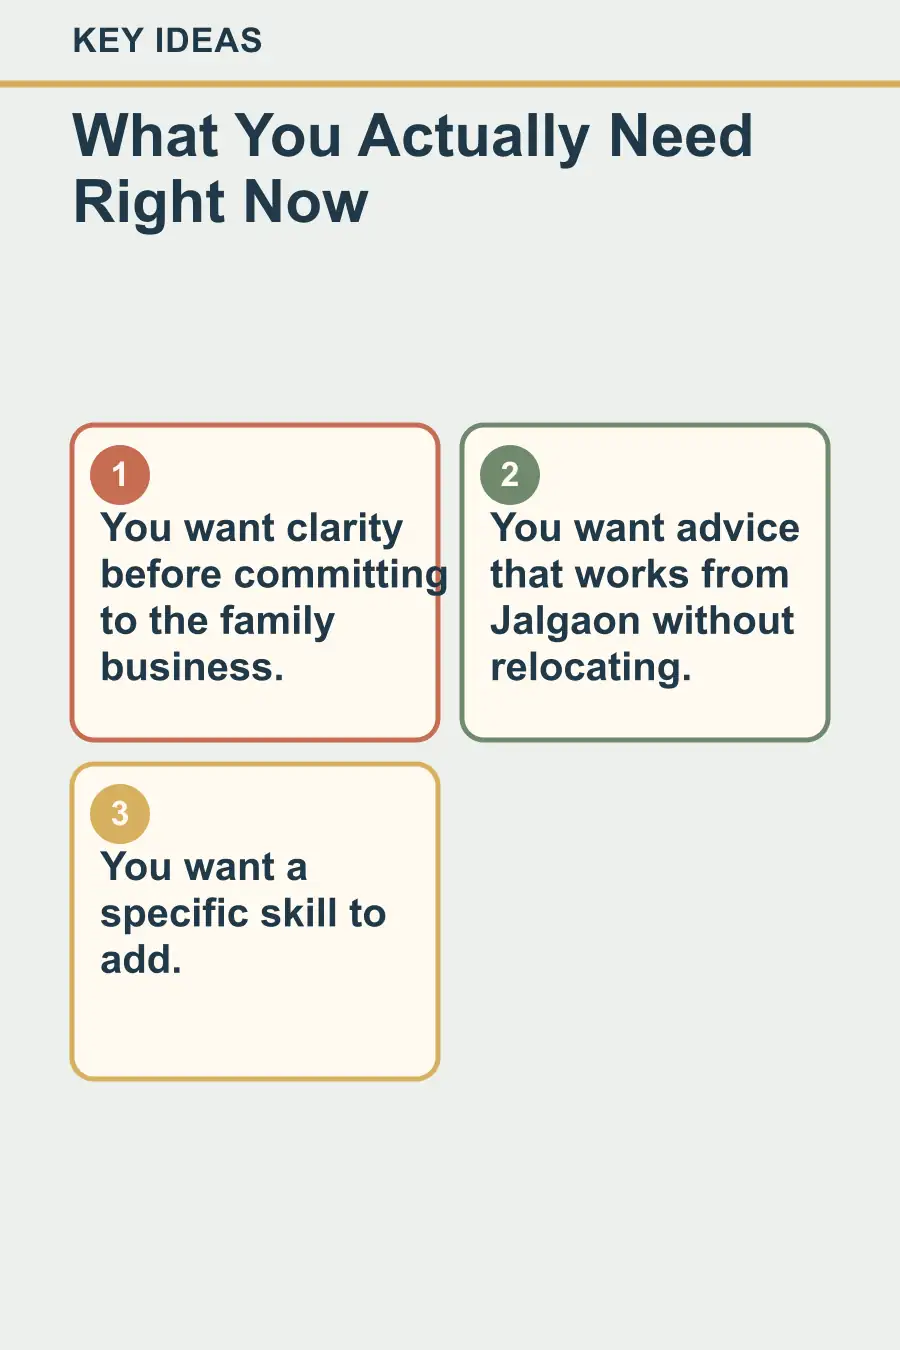 KEY IDEAS
What You Actually Need
Right Now
1
You want clarity
before committing
to the family
business.
2
You want advice
that works from
Jalgaon without
relocating.
3
You want a
specific skill to
add.